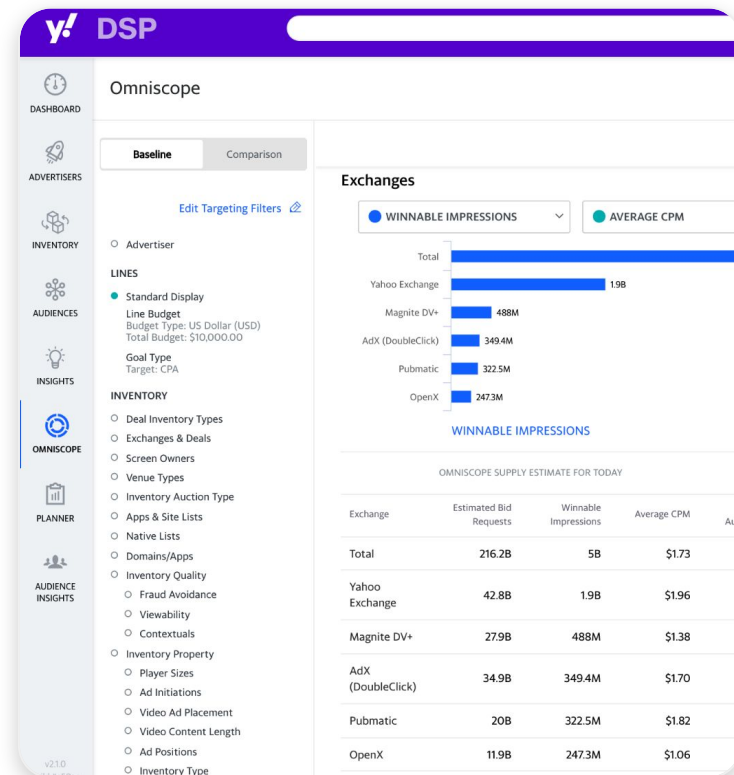 y!
DSP
DASHBOARD
ADVERTISERS
INVENTORY
AUDIENCES
INSIGHTS
OMNISCOPE
PLANNER
AUDIENCE
INSIGHTS
v2.1.0
Omniscope
Baseline
Comparison
Edit Targeting Filters
Advertiser
LINES
Standard Display
Line Budget
Budget Type: US Dollar (USD)
Total Budget: $10,000.00
Goal Type
Target: CPA
INVENTORY
Deal Inventory Types
Exchanges & Deals
Screen Owners
Venue Types
Inventory Auction Type
Apps & Site Lists
Native Lists
Domains/Apps
Inventory Quality
Fraud Avoidance
Viewability
Contextuals
Inventory Property
Player Sizes
Ad Initiations
Video Ad Placement
Video Content Length
Ad Positions
Inventory Type
Exchanges
WINNABLE IMPRESSIONS
AVERAGE CPM
Total
Yahoo Exchange 1.9B
Magnite DV+ 488M
AdX (DoubleClick) 349.4M
Pubmatic 322.5M
OpenX 247.3M
WINNABLE IMPRESSIONS
OMNISCOPE SUPPLY ESTIMATE FOR TODAY
Exchange
Estimated Bid
Requests
Winnable
Impressions
Average CPM
Au
Total 216.2B 5B $1.73
Yahoo
Exchange 42.8B 1.9B $1.96
Magnite DV+ 27.9B 488M $1.38
AdX
(DoubleClick) 34.9B 349.4M $1.70
Pubmatic 20B 322.5M $1.82
OpenX 11.9B 247.3M $1.06